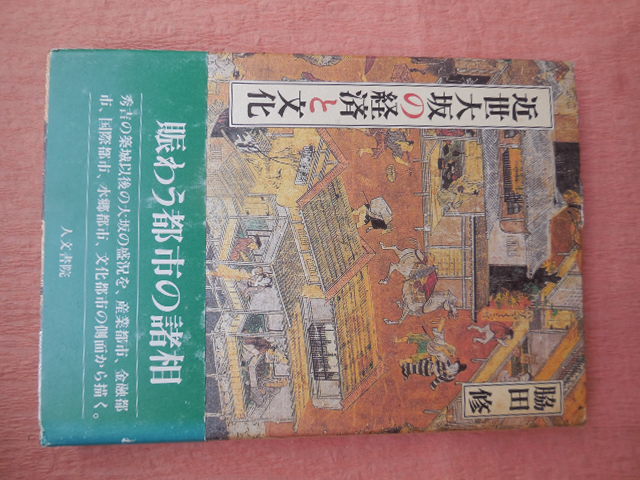 近世大坂の経済と文化
脇田修
賑わう都市の諸相
秀吉の築城以後の大坂の盛況を、産業都市、金融都
市、国際都市、水郷都市、文化都市の側面から描く。
人文書院